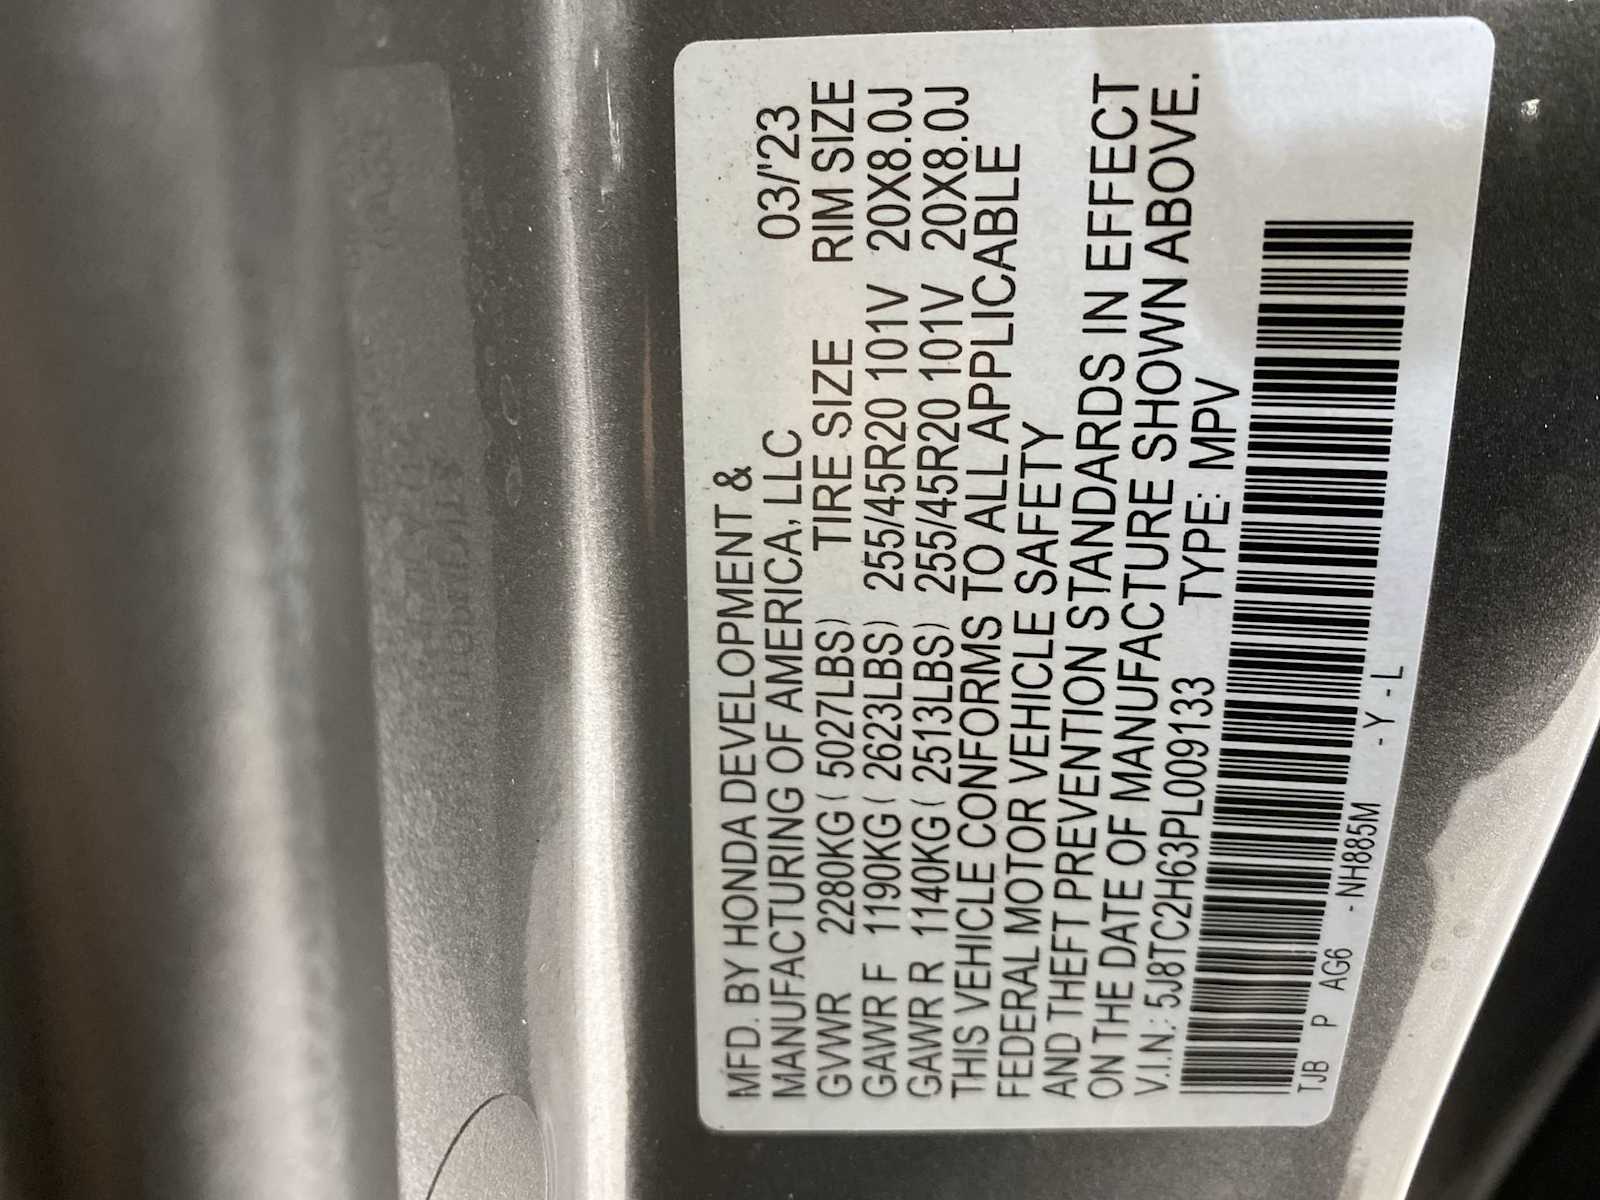 MFD. BY HONDA DEVELOPMENT &
MANUFACTURING OF AMERICA, LLC 03/'23
GVWR 2280KG ( 5027LBS) TIRE SIZE RIM SIZE
GAWR F 1190KG ( 2623LBS) 255/45R20 101V 20X8.0J
GAWR R 1140KG ( 2513LBS) 255/45R20 101V 20X8.0J
THIS VEHICLE CONFORMS TO ALL APPLICABLE
FEDERAL MOTOR VEHICLE SAFETY
AND THEFT PREVENTION STANDARDS IN EFFECT
ON THE DATE OF MANUFACTURE SHOWN ABOVE.
V.I.N.: 5J8TC2H63PL009133 TYPE: MPV
TJB P AG6 - NH885M - Y - L